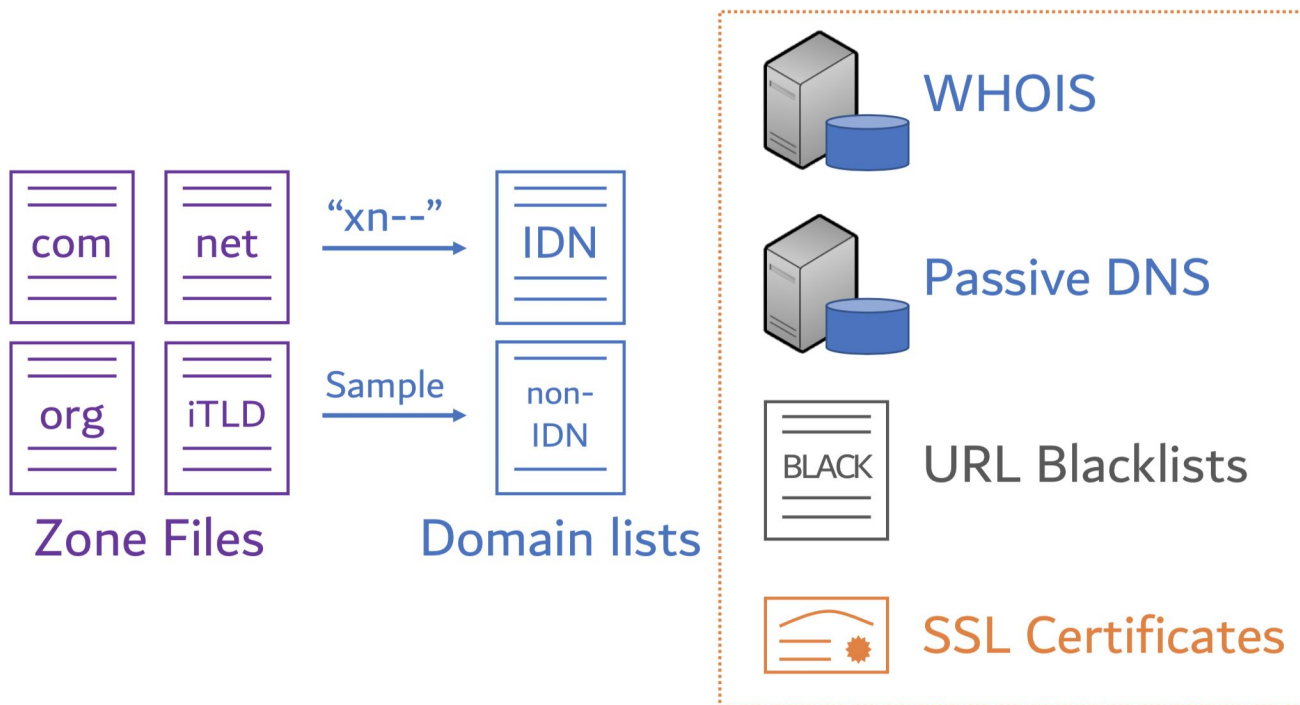 com
net
org
iTLD
Zone Files
“xn--”
Sample
IDN
non-
IDN
Domain lists
WHOIS
Passive DNS
BLACK
URL Blacklists
SSL Certificates